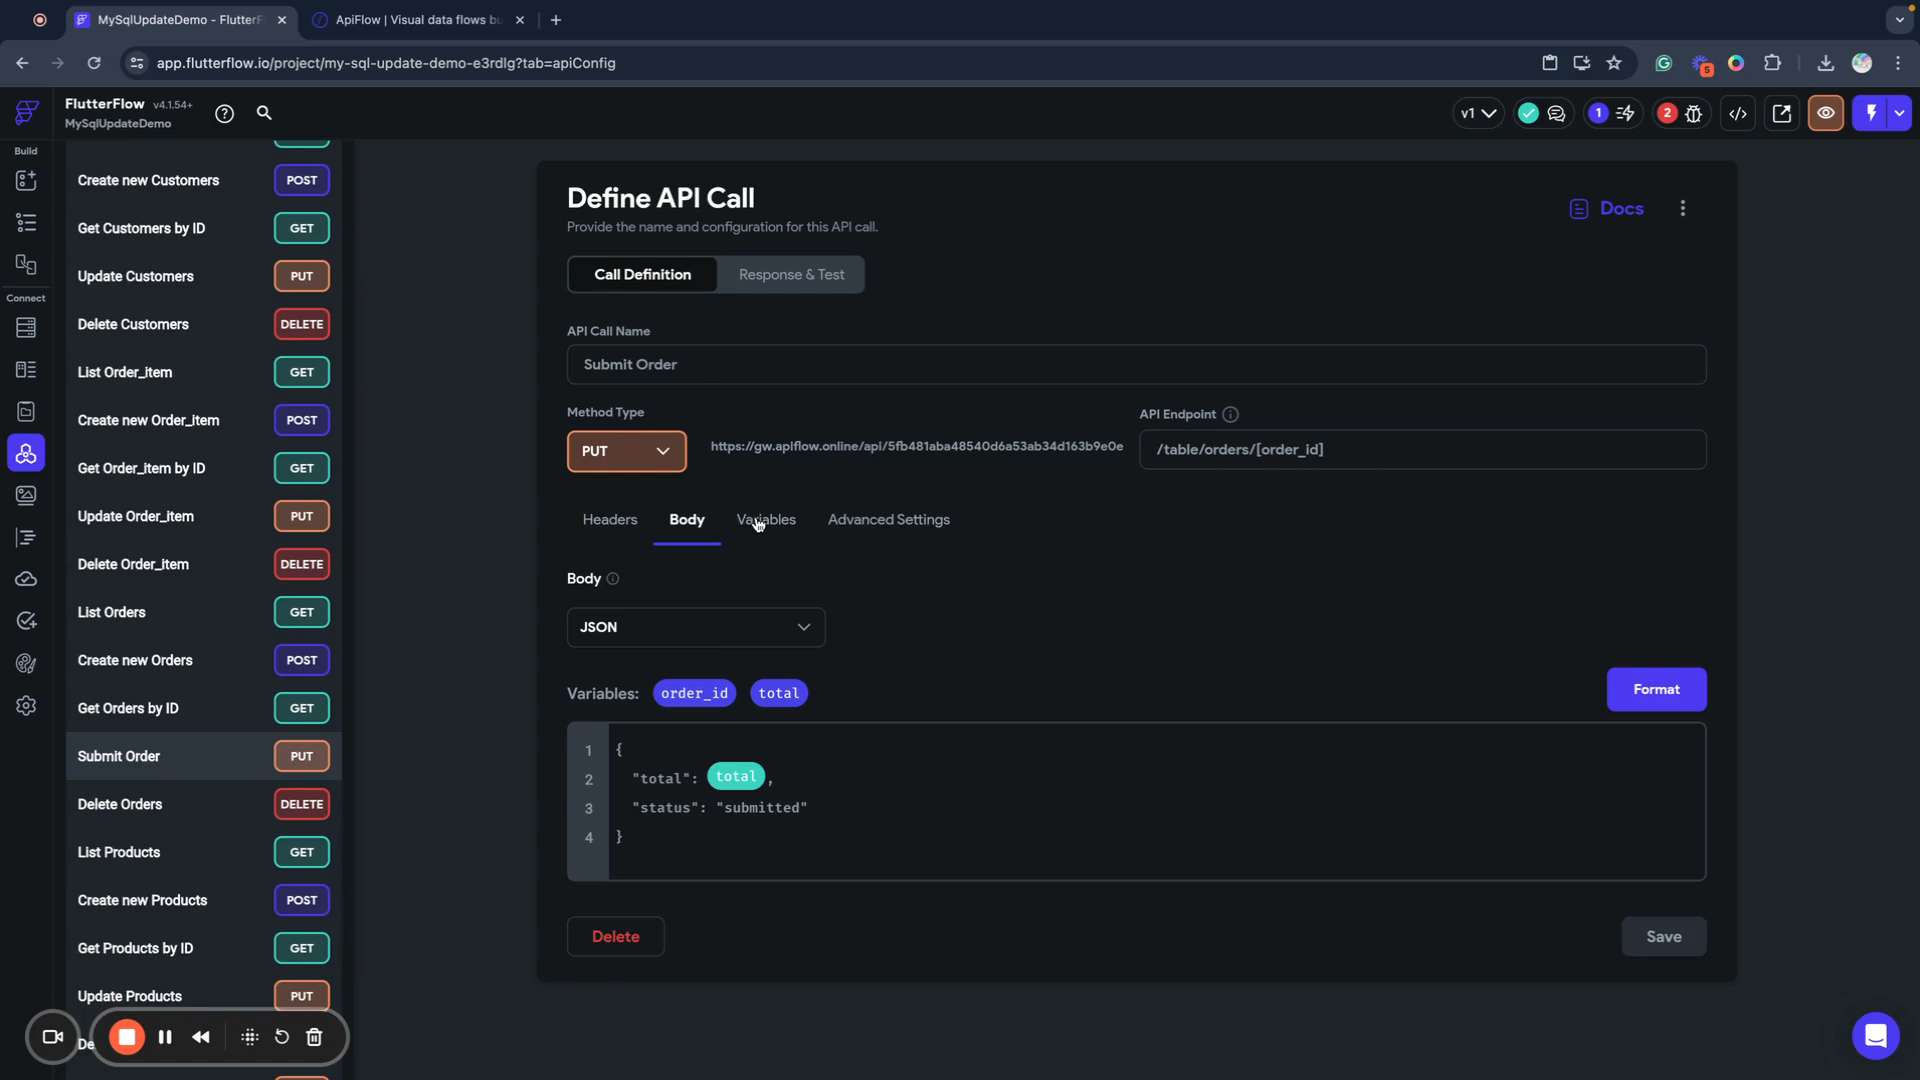 MySqlUpdateDemo - FlutterF
ApiFlow | Visual data flows bu
app.flutterflow.io/project/my-sql-update-demo-e3rdlg?tab=apiConfig
5
FlutterFlow v4.1.54+
MySqlUpdateDemo
v1
1
2
Build
Connect
Create new Customers POST
Get Customers by ID GET
Update Customers PUT
Delete Customers DELETE
List Order_item GET
Create new Order_item POST
Get Order_item by ID GET
Update Order_item PUT
Delete Order_item DELETE
List Orders GET
Create new Orders POST
Get Orders by ID GET
Submit Order PUT
Delete Orders DELETE
List Products GET
Create new Products POST
Get Products by ID GET
Update Products PUT
De
Define API Call
Provide the name and configuration for this API call.
Docs
Call Definition Response & Test
API Call Name
Submit Order
Method Type
API Endpoint
PUT
https://gw.apiflow.online/api/5fb481aba48540d6a53ab34d163b9e0e
/table/orders/[order_id]
Headers Body Variables Advanced Settings
Body
JSON
Variables: order_id total
Format
1 {
2 "total": total ,
3 "status": "submitted"
4 }
Delete
Save